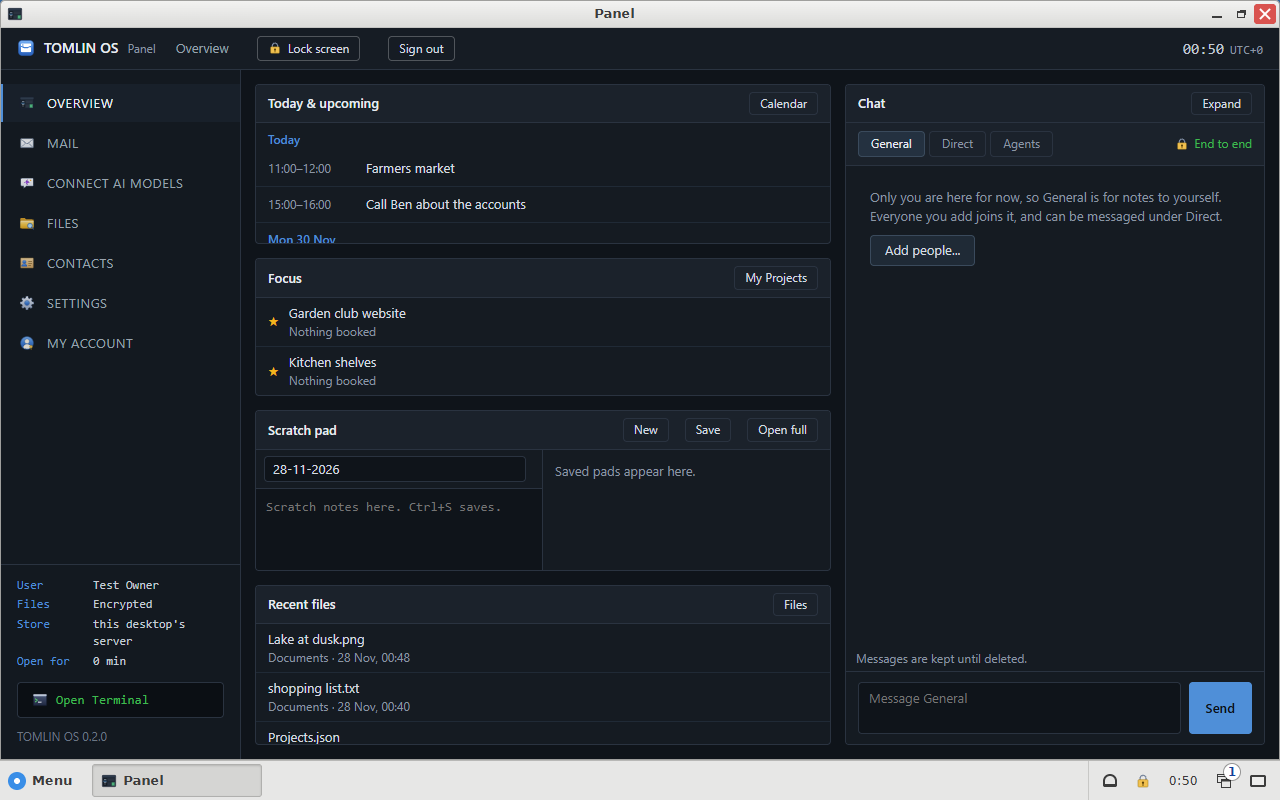 Panel
TOMLIN OS Panel Overview Lock screen Sign out 00:50 UTC+0
OVERVIEW
MAIL
CONNECT AI MODELS
FILES
CONTACTS
SETTINGS
MY ACCOUNT
User Test Owner
Files Encrypted
Store this desktop's
server
Open for 0 min
Open Terminal
TOMLIN OS 0.2.0
Today & upcoming Calendar
Today
11:00–12:00 Farmers market
15:00–16:00 Call Ben about the accounts
Mon 30 Nov
Focus My Projects
Garden club website
Nothing booked
Kitchen shelves
Nothing booked
Scratch pad New Save Open full
28-11-2026
Scratch notes here. Ctrl+S saves.
Saved pads appear here.
Recent files Files
Lake at dusk.png
Documents · 28 Nov, 00:48
shopping list.txt
Documents · 28 Nov, 00:40
Projects.json
Chat Expand
General Direct Agents End to end
Only you are here for now, so General is for notes to yourself.
Everyone you add joins it, and can be messaged under Direct.
Add people...
Messages are kept until deleted.
Message General
Send
Menu Panel 0:50 1